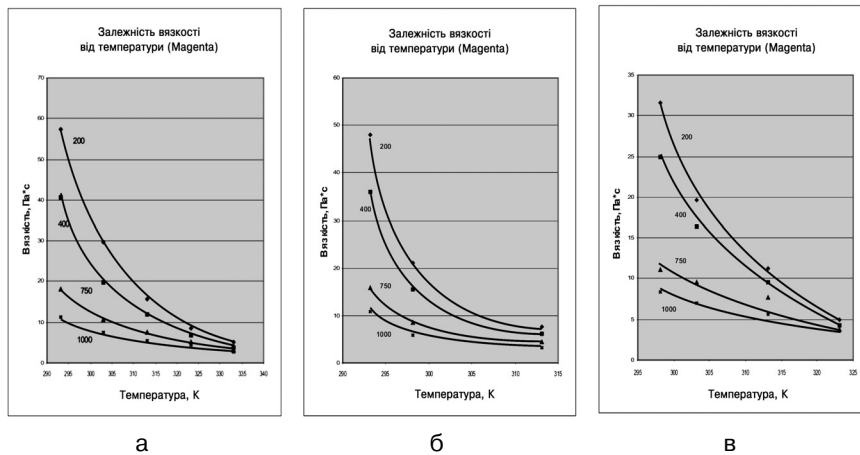 Залежність вязкості
від температури (Magenta)
70
60
50
40
30
20
10
0
Вязкість, Па*с
200
400
750
1000
290 295 300 305 310 315 320 325 330 335 340
Температура, К
а
Залежність вязкості
від температури (Magenta)
60
50
40
30
20
10
0
Вязкість, Па*с
200
400
750
1000
290 295 300 305 310 315
Температура, К
б
Залежність вязкості
від температури (Magenta)
35
30
25
20
15
10
5
0
Вязкість, Па*с
200
400
750
1000
295 300 305 310 315 320 325
Температура, К
в